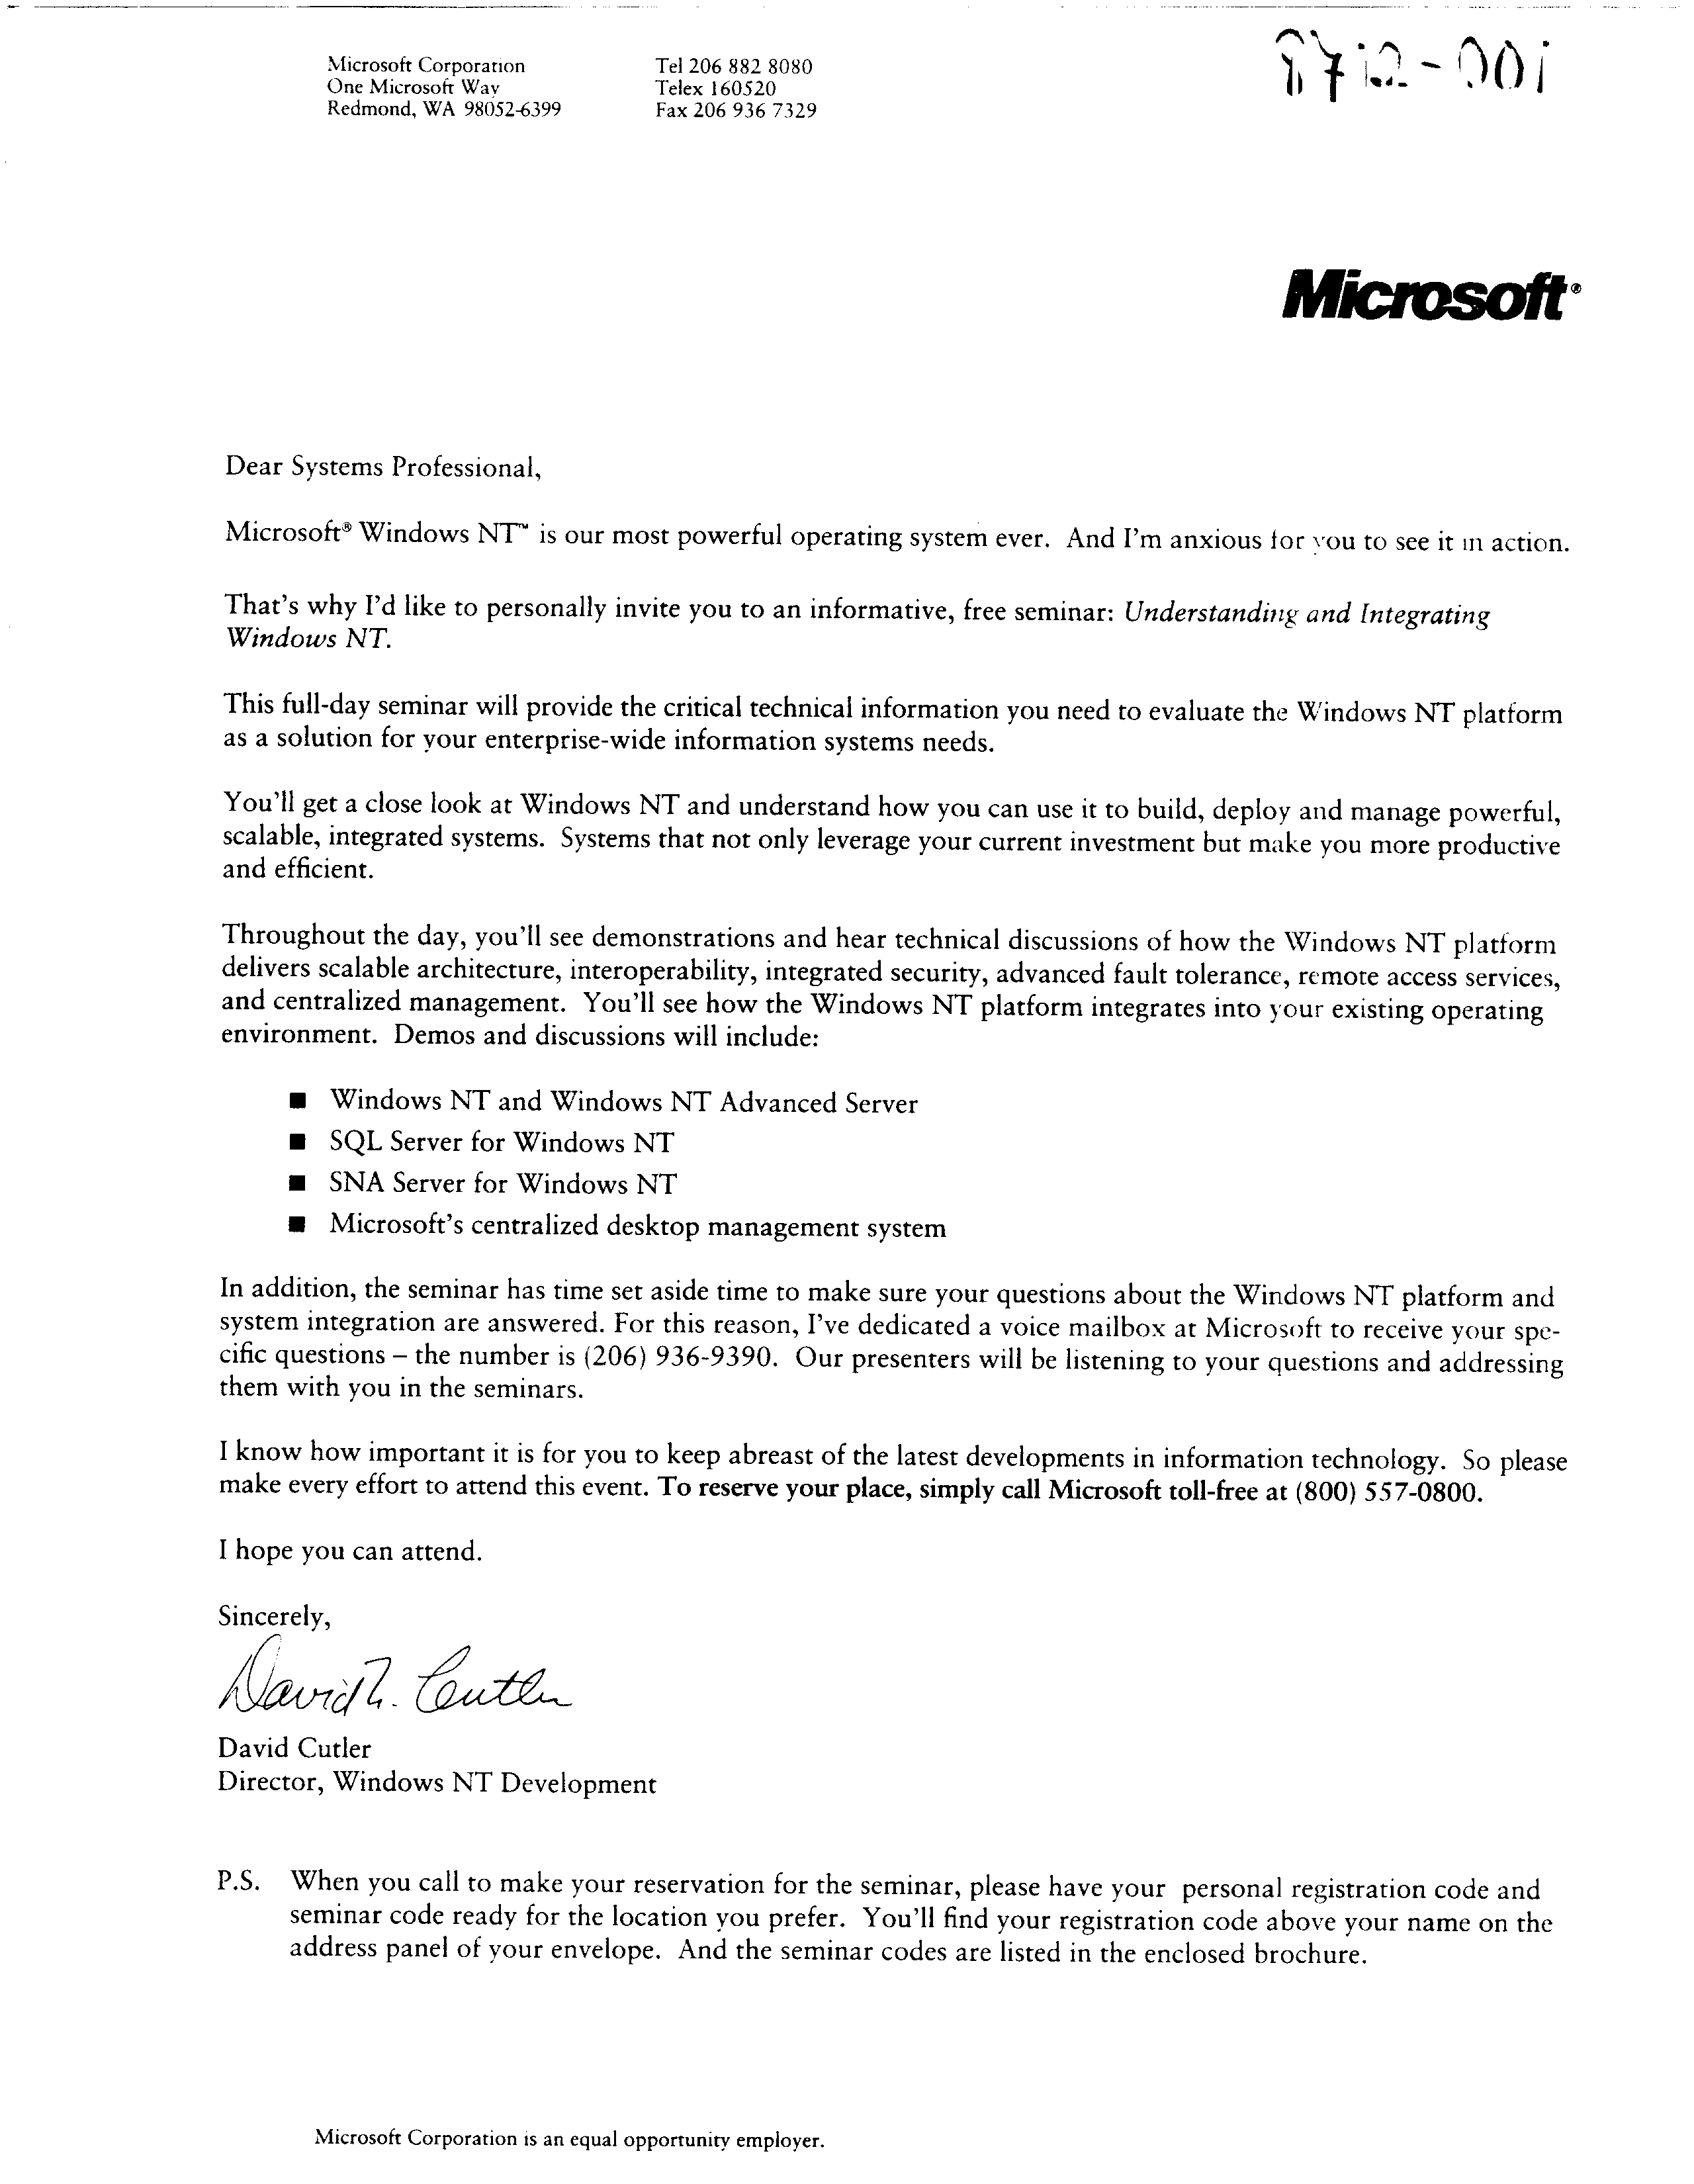 Microsoft Corporation
One Microsoft Way
Redmond, WA 98052-6399
Tel 206 882 8080
Telex 160520
Fax 206 936 7329
Microsoft®
Dear Systems Professional,
Microsoft® Windows NT™ is our most powerful operating system ever. And I'm anxious for you to see it in action.
That's why I'd like to personally invite you to an informative, free seminar: Understanding and Integrating
Windows NT.
This full-day seminar will provide the critical technical information you need to evaluate the Windows NT platform
as a solution for your enterprise-wide information systems needs.
You'll get a close look at Windows NT and understand how you can use it to build, deploy and manage powerful,
scalable, integrated systems. Systems that not only leverage your current investment but make you more productive
and efficient.
Throughout the day, you'll see demonstrations and hear technical discussions of how the Windows NT platform
delivers scalable architecture, interoperability, integrated security, advanced fault tolerance, remote access services,
and centralized management. You'll see how the Windows NT platform integrates into your existing operating
environment. Demos and discussions will include:
■ Windows NT and Windows NT Advanced Server
■ SQL Server for Windows NT
■ SNA Server for Windows NT
■ Microsoft's centralized desktop management system
In addition, the seminar has time set aside time to make sure your questions about the Windows NT platform and
system integration are answered. For this reason, I've dedicated a voice mailbox at Microsoft to receive your spe-
cific questions – the number is (206) 936-9390. Our presenters will be listening to your questions and addressing
them with you in the seminars.
I know how important it is for you to keep abreast of the latest developments in information technology. So please
make every effort to attend this event. To reserve your place, simply call Microsoft toll-free at (800) 557-0800.
I hope you can attend.
Sincerely,
David N. Cutler
David Cutler
Director, Windows NT Development
P.S. When you call to make your reservation for the seminar, please have your personal registration code and
seminar code ready for the location you prefer. You'll find your registration code above your name on the
address panel of your envelope. And the seminar codes are listed in the enclosed brochure.
Microsoft Corporation is an equal opportunity employer.